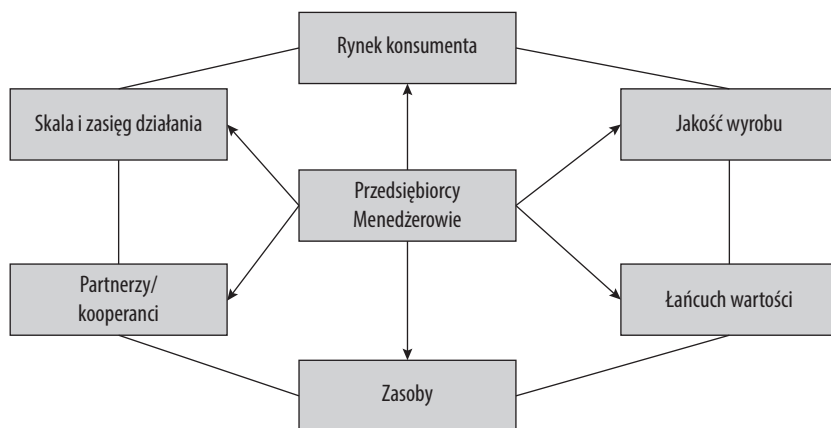 Rynek konsumenta
Skala i zasięg działania
Jakość wyrobu
Przedsiębiorcy
Menedżerowie
Partnerzy/
kooperanci
Łańcuch wartości
Zasoby